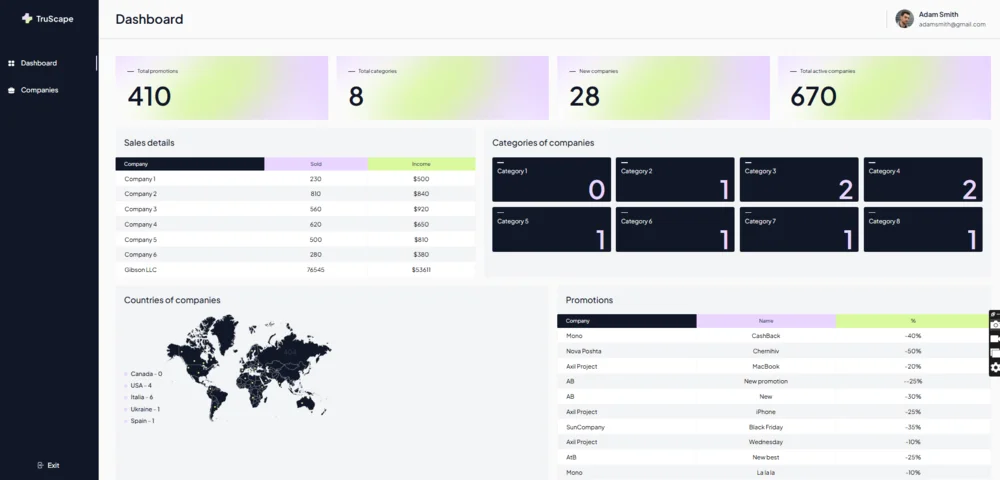 TruScape
Dashboard
Adam Smith
adamsmith@gmail.com
Dashboard
Companies
Exit
Total promotions
410
Total categories
8
New companies
28
Total active companies
670
Sales details
Company Sold Income
Company 1 230 $500
Company 2 810 $840
Company 3 560 $920
Company 4 620 $650
Company 5 500 $810
Company 6 280 $380
Gibson LLC 76545 $53611
Categories of companies
Category 1 0
Category 2 1
Category 3 2
Category 4 2
Category 5 1
Category 6 1
Category 7 1
Category 8 1
Countries of companies
Canada - 0
USA - 4
Italia - 6
Ukraine - 1
Spain - 1
Promotions
Company Name %
Mono CashBack -40%
Nova Poshta Chernihiv -50%
Axil Project MacBook -20%
AB New promotion --25%
AB New -30%
Axil Project iPhone -25%
SunCompany Black Friday -35%
Axil Project Wednesday -10%
AtB New best -25%
Mono La la la -10%